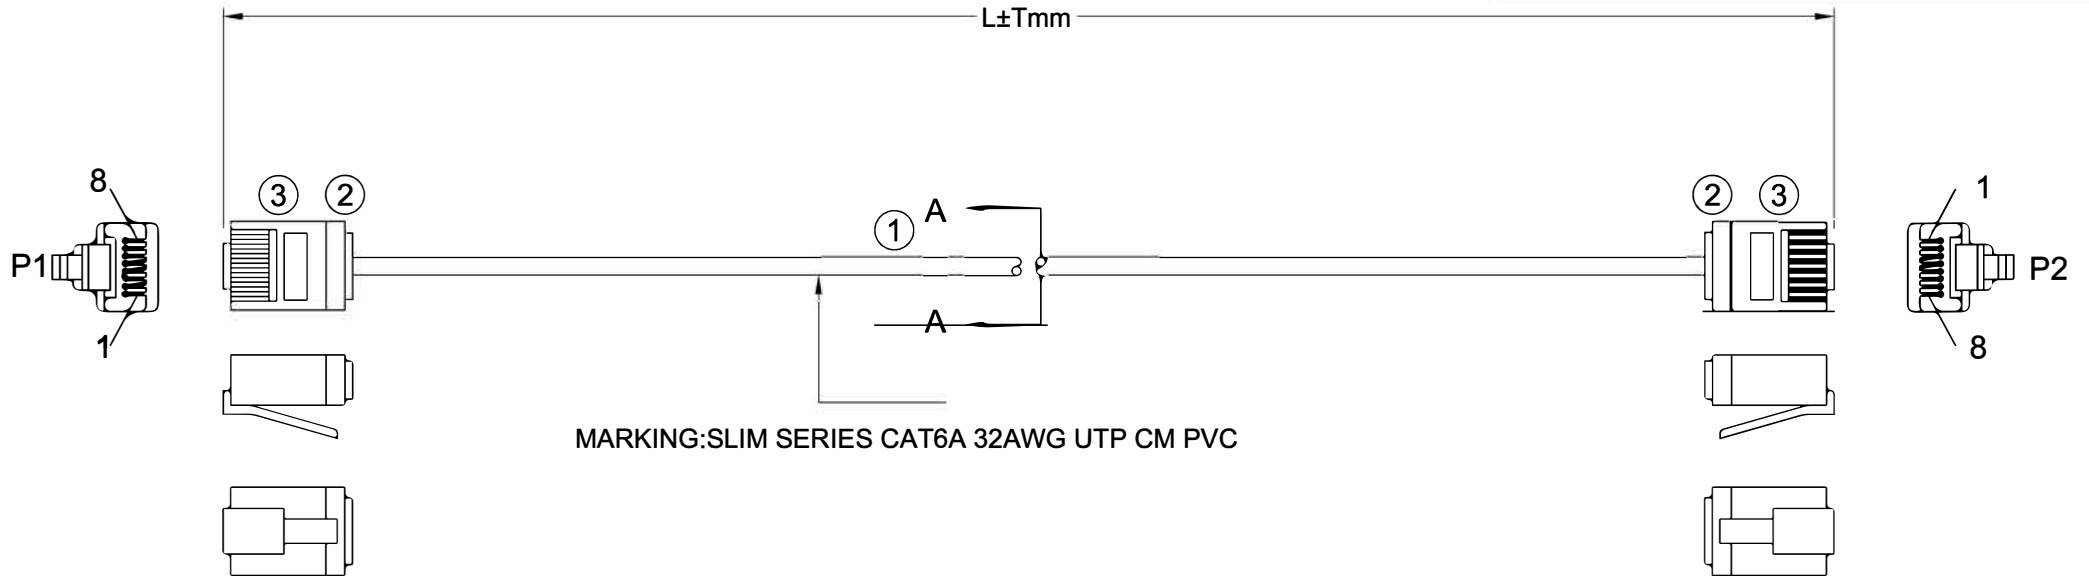 L±Tmm
8
3
2
1
A
2
3
1
P1
P2
1
A
8
MARKING:SLIM SERIES CAT6A 32AWG UTP CM PVC